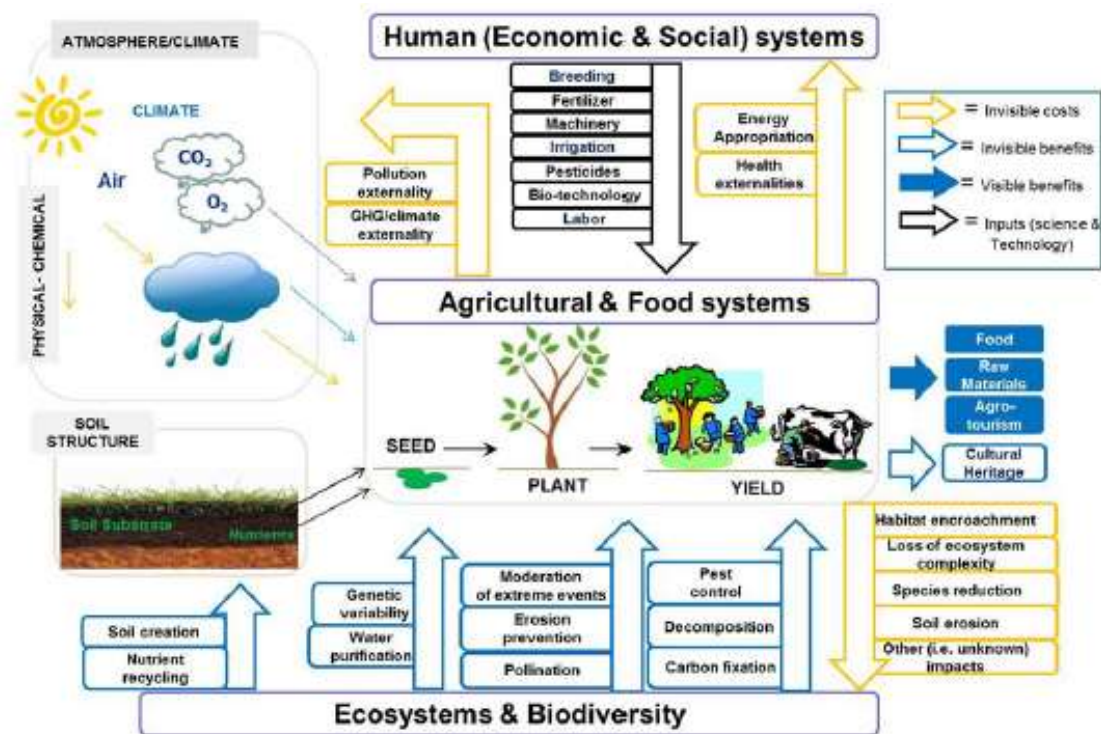 ATMOSPHERE/CLIMATE
CLIMATE
CO2
Air
O2
PHYSICAL- CHEMICAL
SOIL
STRUCTURE
Soil Substrate
Nutrients
Human (Economic & Social) systems
Breeding
Fertilizer
Machinery
Irrigation
Pesticides
Bio-technology
Labor
Pollution
externality
GHG/climate
externality
Energy
Appropriation
Health
externalities
= Invisible costs
= Invisible benefits
= Visible benefits
= Inputs (science &
Technology)
Agricultural & Food systems
SEED
PLANT
YIELD
Food
Raw
Materials
Agro-
tourism
Cultural
Heritage
Soil creation
Nutrient
recycling
Genetic
variability
Water
purification
Moderation
of extreme events
Erosion
prevention
Pollination
Pest
control
Decomposition
Carbon fixation
Habitat encroachment
Loss of ecosystem
complexity
Species reduction
Soil erosion
Other (i.e. unknown)
impacts
Ecosystems & Biodiversity